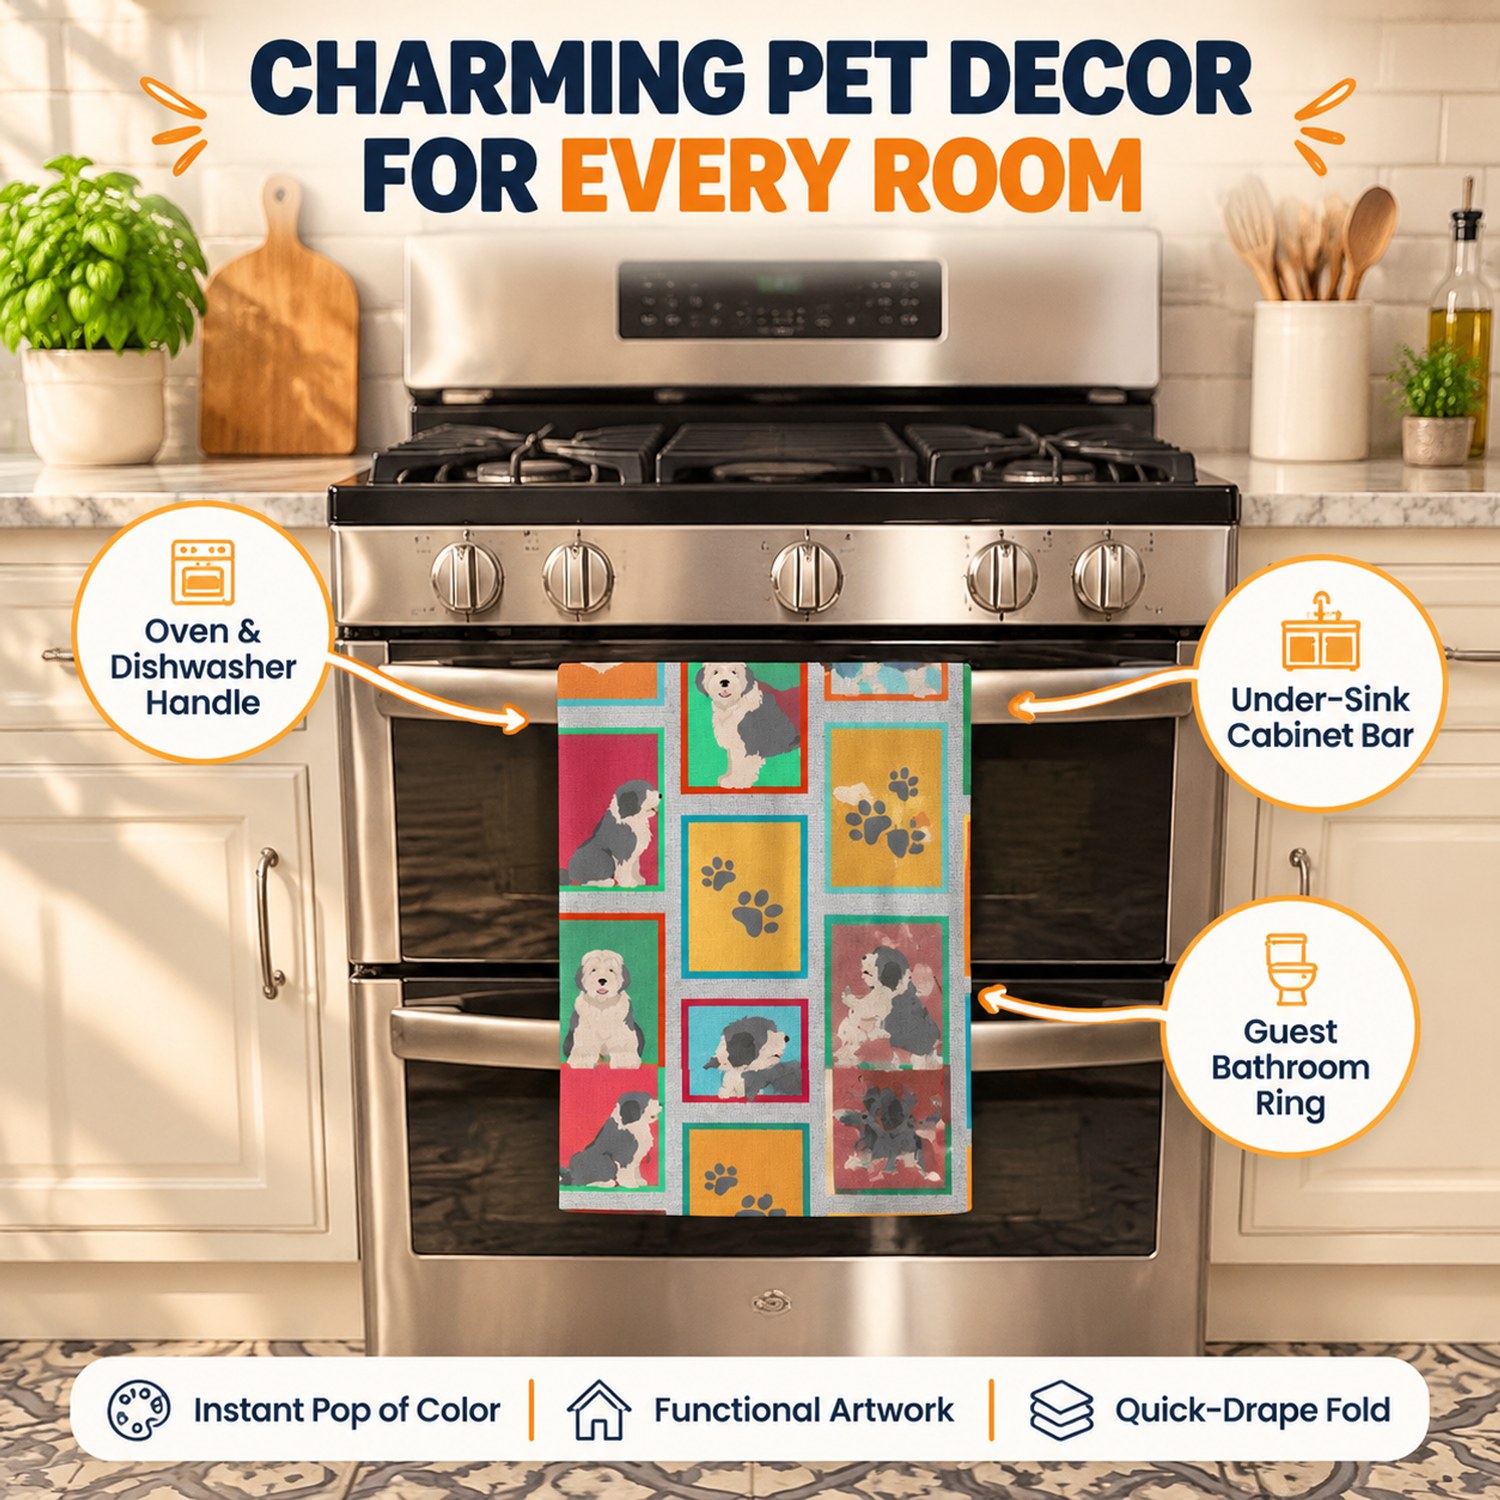 CHARMING PET DECOR
FOR EVERY ROOM
Oven &
Dishwasher
Handle
Under-Sink
Cabinet Bar
Guest
Bathroom
Ring
Instant Pop of Color
Functional Artwork
Quick-Drape Fold